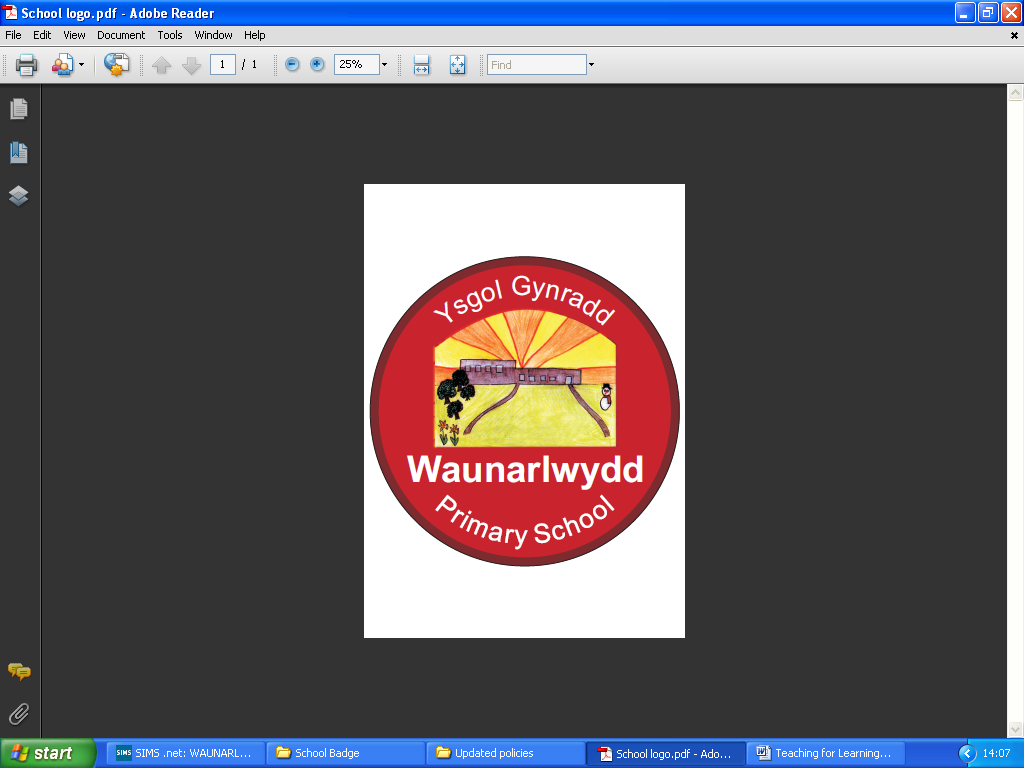 School logo.pdf - Adobe Reader
File Edit View Document Tools Window Help
1 / 1 25% Find
Ysgol Gynradd
Waunarlwydd
Primary School
start SIMS SIMS .net: WAUNARL... School Badge Updated policies School logo.pdf - Ado... Teaching for Learning... 14:07